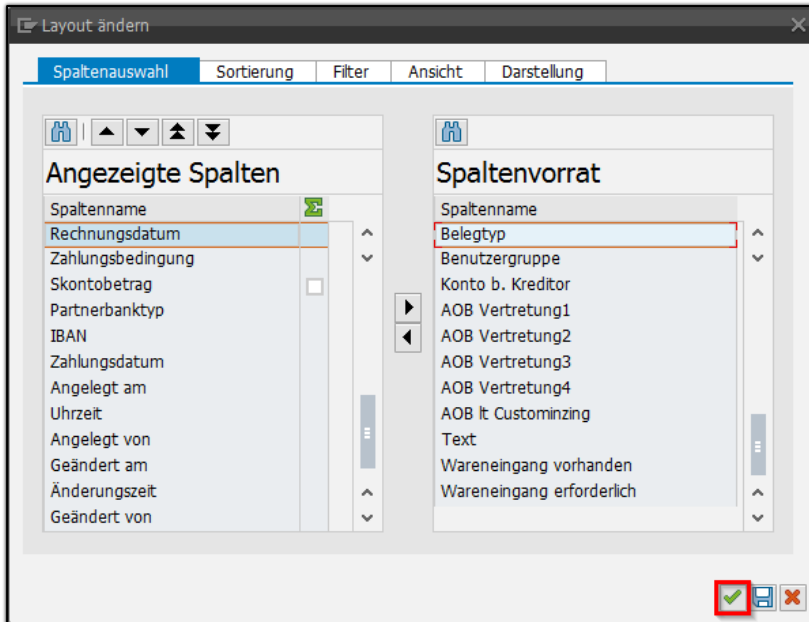 Layout ändern
Spaltenauswahl Sortierung Filter Ansicht Darstellung
Angezeigte Spalten
Spaltenname
Rechnungsdatum
Zahlungsbedingung
Skontobetrag
Partnerbanktyp
IBAN
Zahlungsdatum
Angelegt am
Uhrzeit
Angelegt von
Geändert am
Änderungszeit
Geändert von
Spaltenvorrat
Spaltenname
Belegtyp
Benutzergruppe
Konto b. Kreditor
AOB Vertretung1
AOB Vertretung2
AOB Vertretung3
AOB Vertretung4
AOB lt Custominzing
Text
Wareneingang vorhanden
Wareneingang erforderlich